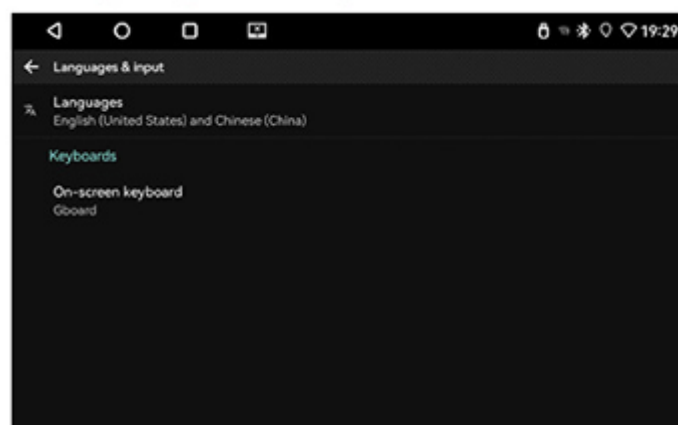 19:29
Languages & input
Languages
English (United States) and Chinese (China)
Keyboards
On-screen keyboard
Gboard